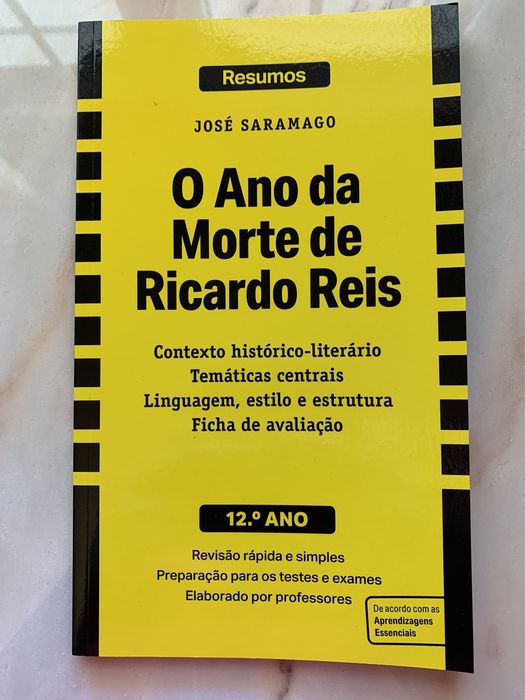 Resumos
JOSÉ SARAMAGO
O Ano da
Morte de
Ricardo Reis
Contexto histórico-literário
Temáticas centrais
Linguagem, estilo e estrutura
Ficha de avaliação
12.º ANO
Revisão rápida e simples
Preparação para os testes e exames
Elaborado por professores
De acordo com as
Aprendizagens
Essenciais